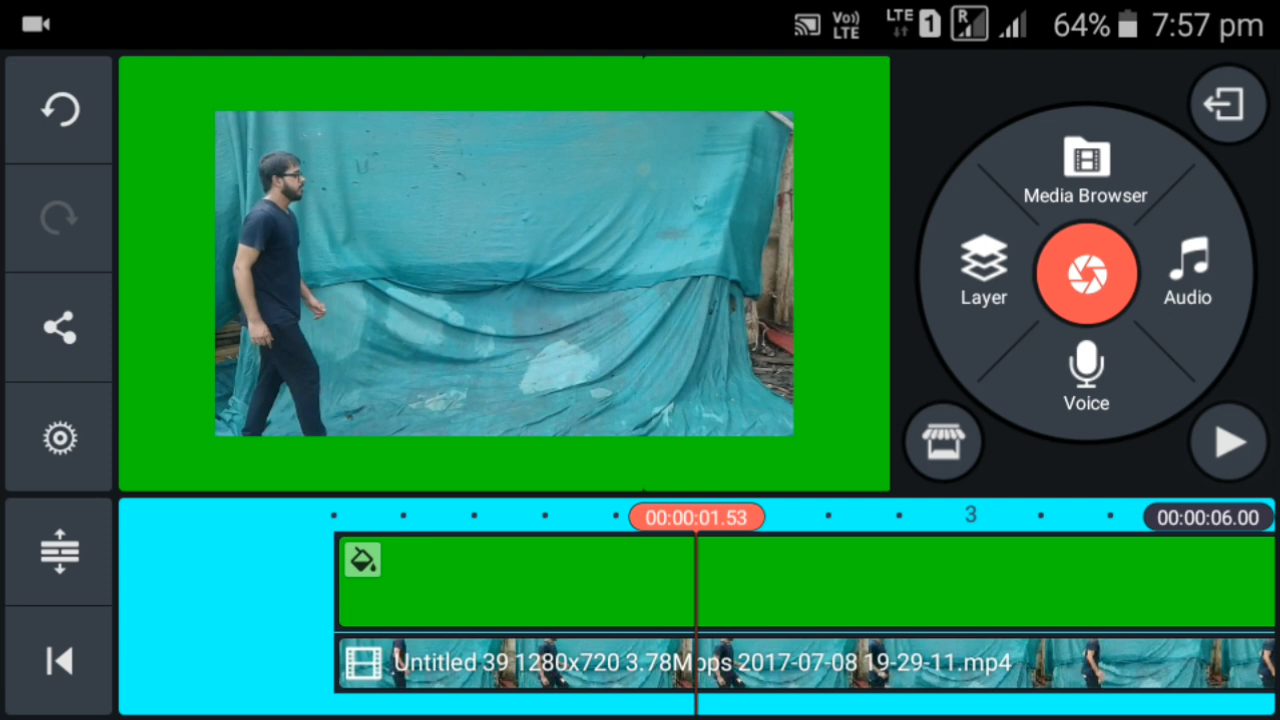 Vo)) LTE
LTE 1 R 64% 7:57 pm
Media Browser
Layer
Audio
Voice
00:00:01.53
3
00:00:06.00
Untitled 39 1280x720 3.78Mbps 2017-07-08 19-29-11.mp4